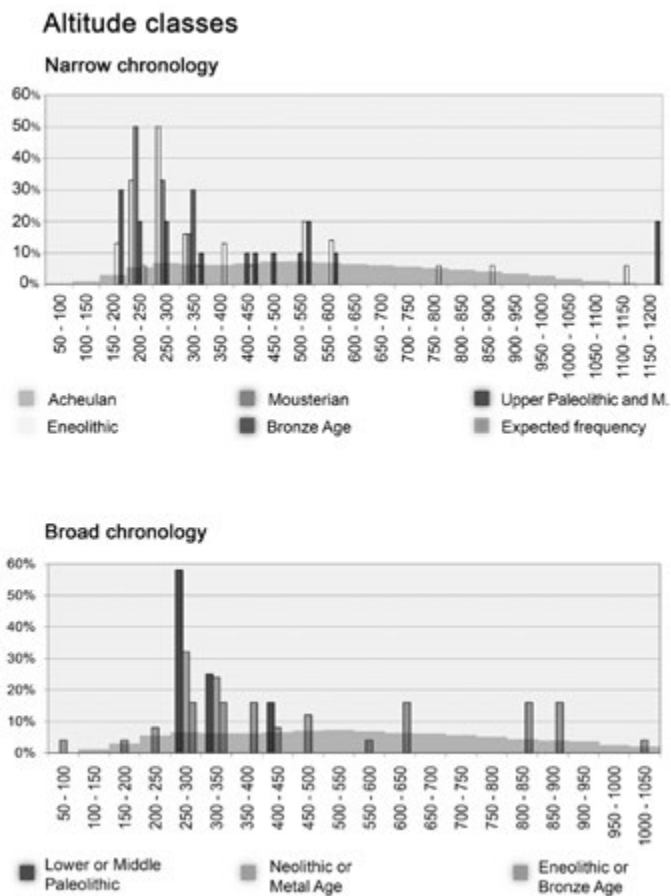 Altitude classes
Narrow chronology
60%
50%
40%
30%
20%
10%
0%
50 - 100
100 - 150
150 - 200
200 - 250
250 - 300
300 - 350
350 - 400
400 - 450
450 - 500
500 - 550
550 - 600
600 - 650
650 - 700
700 - 750
750 - 800
800 - 850
850 - 900
900 - 950
950 - 1000
1000 - 1050
1050 - 1100
1100 - 1150
1150 - 1200
Acheulan
Mousterian
Upper Paleolithic and M.
Eneolithic
Bronze Age
Expected frequency
Broad chronology
60%
50%
40%
30%
20%
10%
0%
50 - 100
100 - 150
150 - 200
200 - 250
250 - 300
300 - 350
350 - 400
400 - 450
450 - 500
500 - 550
550 - 600
600 - 650
650 - 700
700 - 750
750 - 800
800 - 850
850 - 900
900 - 950
950 - 1000
1000 - 1050
Lower or Middle
Paleolithic
Neolithic or
Metal Age
Eneolithic or
Bronze Age